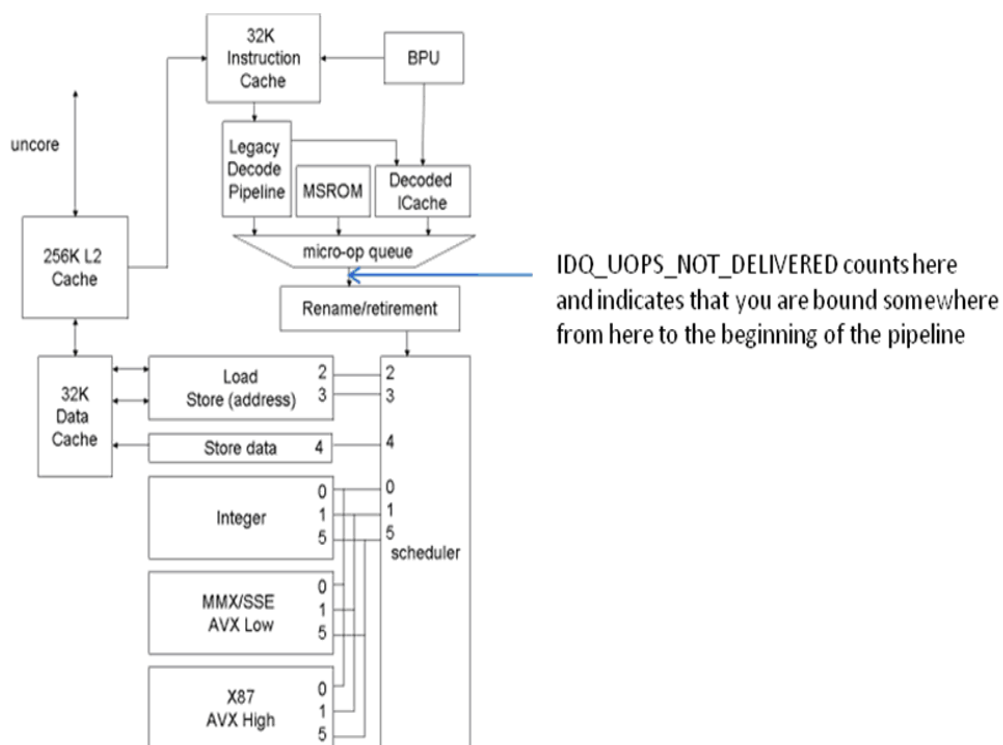 32K
Instruction
Cache
BPU
uncore
Legacy
Decode
Pipeline
MSROM
Decoded
ICache
256K L2
Cache
micro-op queue
IDQ_UOPS_NOT_DELIVERED counts here
and indicates that you are bound somewhere
from here to the beginning of the pipeline
Rename/retirement
32K
Data
Cache
Load
Store (address)
2
3
2
3
Store data
4
4
Integer
0
1
5
0
1
5
scheduler
MMX/SSE
AVX Low
0
1
5
X87
AVX High
0
1
5